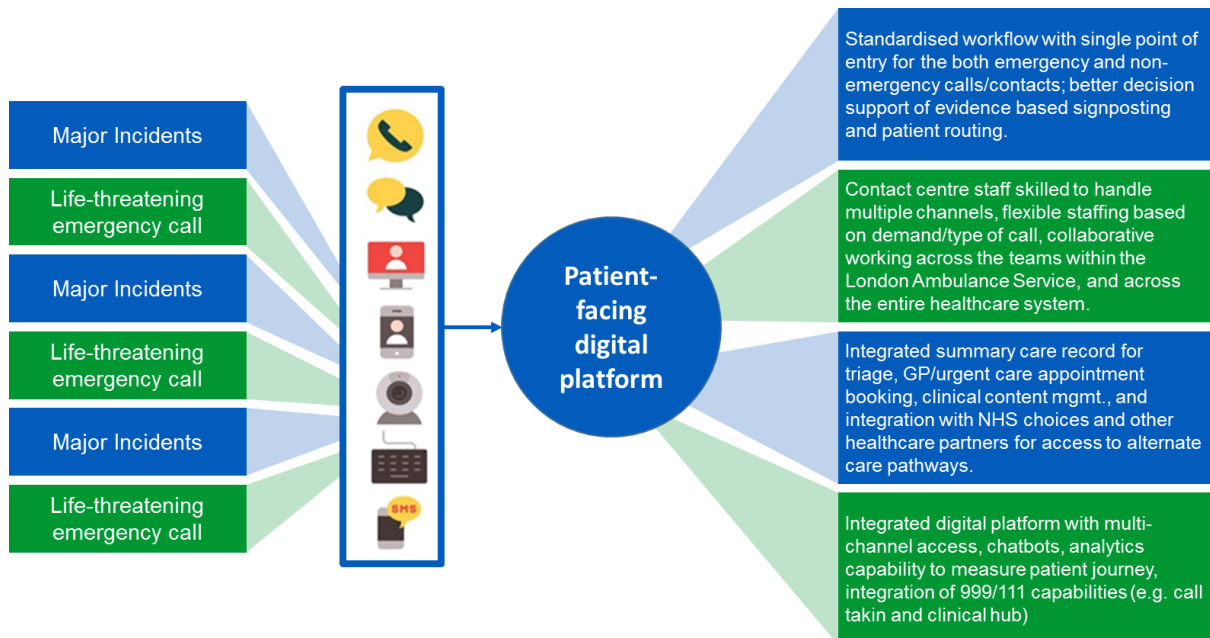 Major Incidents
Life-threatening
emergency call
Major Incidents
Life-threatening
emergency call
Major Incidents
Life-threatening
emergency call
SMS
Patient-
facing
digital
platform
Standardised workflow with single point of
entry for the both emergency and non-
emergency calls/contacts; better decision
support of evidence based signposting
and patient routing.
Contact centre staff skilled to handle
multiple channels, flexible staffing based
on demand/type of call, collaborative
working across the teams within the
London Ambulance Service, and across
the entire healthcare system.
Integrated summary care record for
triage, GP/urgent care appointment
booking, clinical content mgmt., and
integration with NHS choices and other
healthcare partners for access to alternate
care pathways.
Integrated digital platform with multi-
channel access, chatbots, analytics
capability to measure patient journey,
integration of 999/111 capabilities (e.g. call
takin and clinical hub)